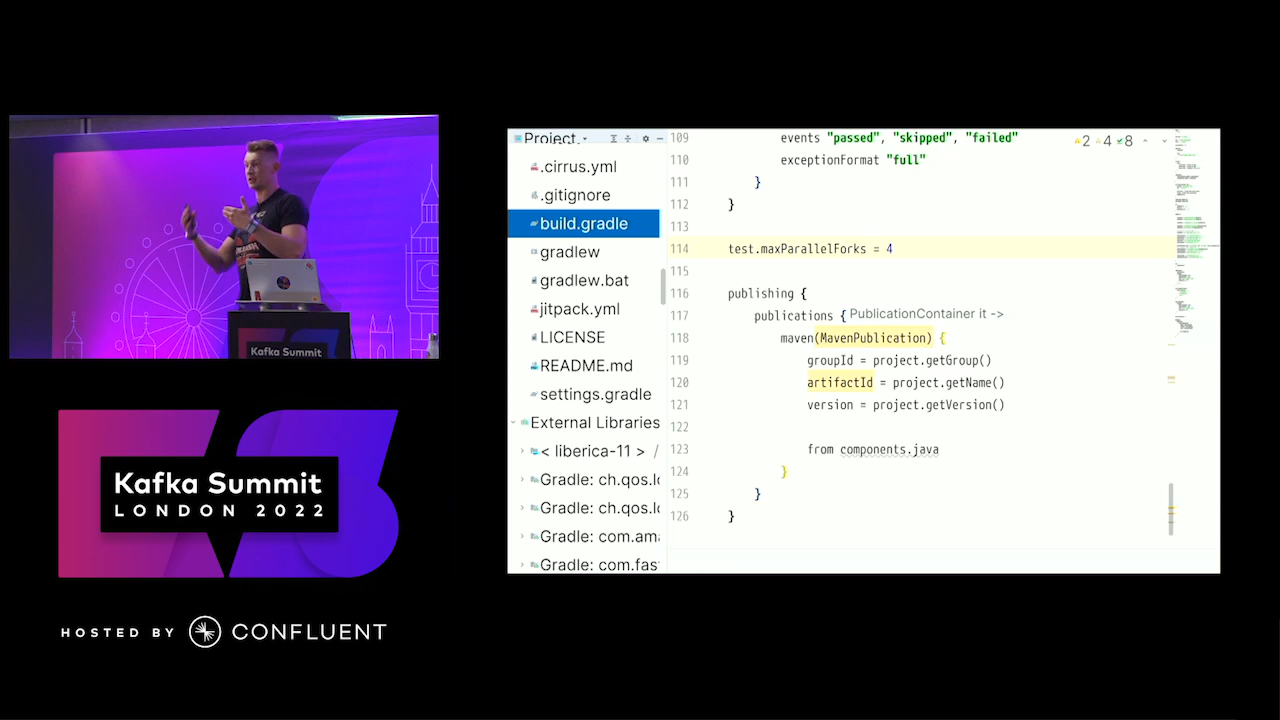 Kafka Summit
Kafka Summit
LONDON 2022
HOSTED BY CONFLUENT
Project
.cirrus.yml
.gitignore
build.gradle
gradlew
gradlew.bat
jitpack.yml
LICENSE
README.md
settings.gradle
External Libraries
< liberica-11 > /
Gradle: ch.qos.lo
Gradle: ch.qos.lo
Gradle: com.ama
Gradle: com.fast
2 4 8
109 events "passed", "skipped", "failed"
110 exceptionFormat "full"
111 }
112 }
113
114 test.maxParallelForks = 4
115
116 publishing {
117 publications { PublicationContainer it ->
118 maven(MavenPublication) {
119 groupId = project.getGroup()
120 artifactId = project.getName()
121 version = project.getVersion()
122
123 from components.java
124 }
125 }
126 }